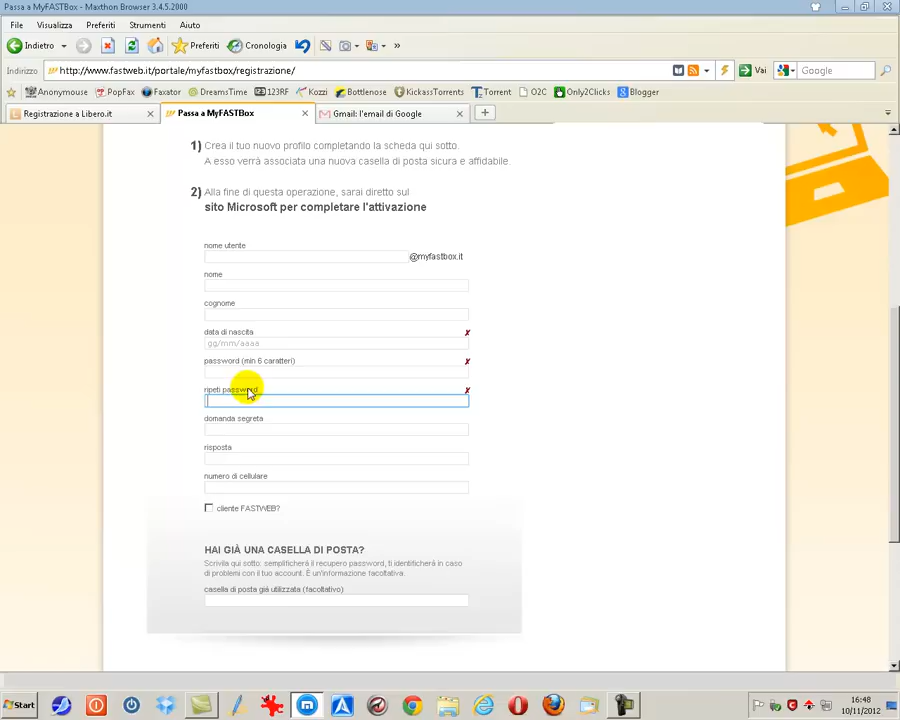 Passa a MyFASTBox - Maxthon Browser 3.4.5.2000
File Visualizza Preferiti Strumenti Aiuto
Indietro Preferiti Cronologia »
Indirizzo http://www.fastweb.it/portale/myfastbox/registrazione/ Vai Google
Anonymouse PopFax Faxator DreamsTime 123RF Kozzi Bottlenose KickassTorrents Torrent O2C Only2Clicks Blogger
Registrazione a Libero.it Passa a MyFASTBox Gmail: l'email di Google
1) Crea il tuo nuovo profilo completando la scheda qui sotto.
A esso verrà associata una nuova casella di posta sicura e affidabile.
2) Alla fine di questa operazione, sarai diretto sul
sito Microsoft per completare l'attivazione
nome utente
@myfastbox.it
nome
cognome
data di nascita x
gg/mm/aaaa
password (min 6 caratteri) x
ripeti password x
domanda segreta
risposta
numero di cellulare
cliente FASTWEB?
HAI GIÀ UNA CASELLA DI POSTA?
Scrivila qui sotto: semplificherà il recupero password, ti identificherà in caso
di problemi con il tuo account. È un'informazione facoltativa.
casella di posta già utilizzata (facoltativo)
Start
16:48
10/11/2012